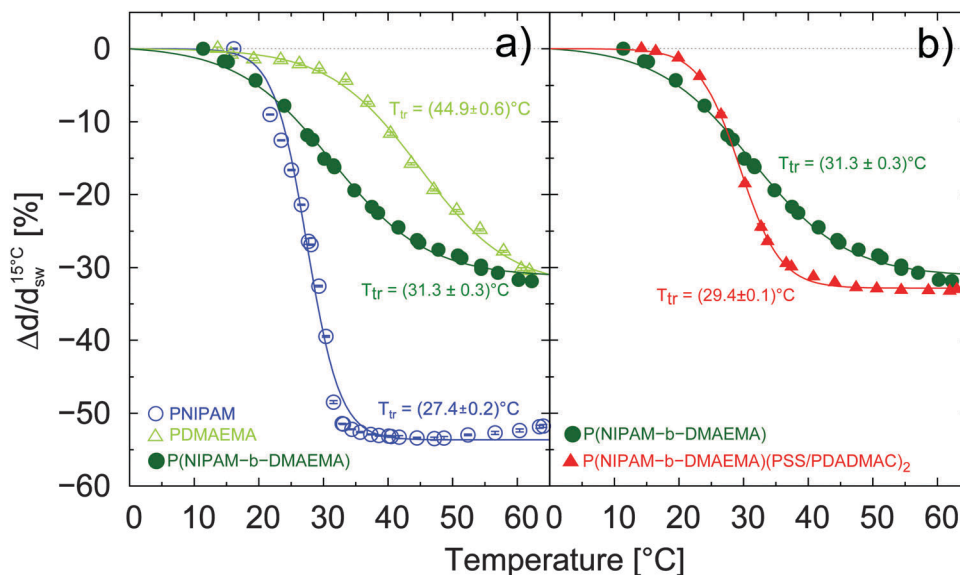 a)
b)
0
−10
−20
−30
−40
−50
−60
Δd/d_sw^15°C [%]
T_tr = (44.9±0.6)°C
T_tr = (31.3 ± 0.3)°C
T_tr = (27.4±0.2)°C
PNIPAM
PDMAEMA
P(NIPAM−b−DMAEMA)
T_tr = (31.3 ± 0.3)°C
T_tr = (29.4±0.1)°C
P(NIPAM−b−DMAEMA)
P(NIPAM−b−DMAEMA)(PSS/PDADMAC)₂
0 10 20 30 40 50 60 0 10 20 30 40 50 60
Temperature [°C]